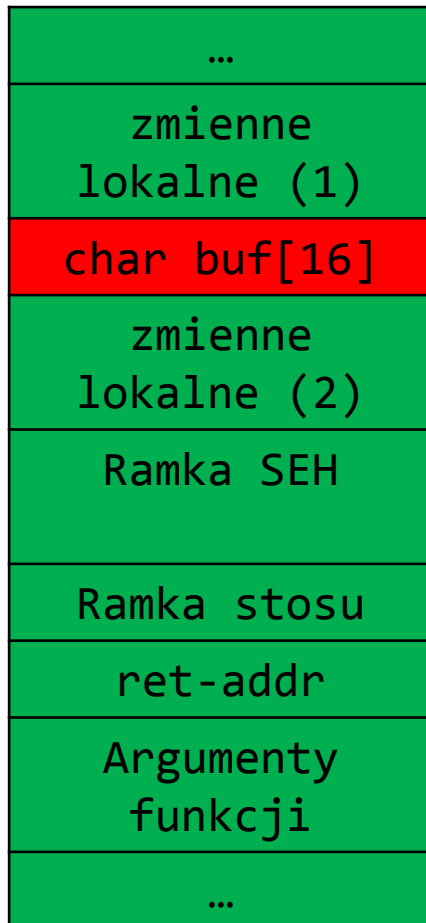 …
zmienne
lokalne (1)
char buf[16]
zmienne
lokalne (2)
Ramka SEH
Ramka stosu
ret-addr
Argumenty
funkcji
…